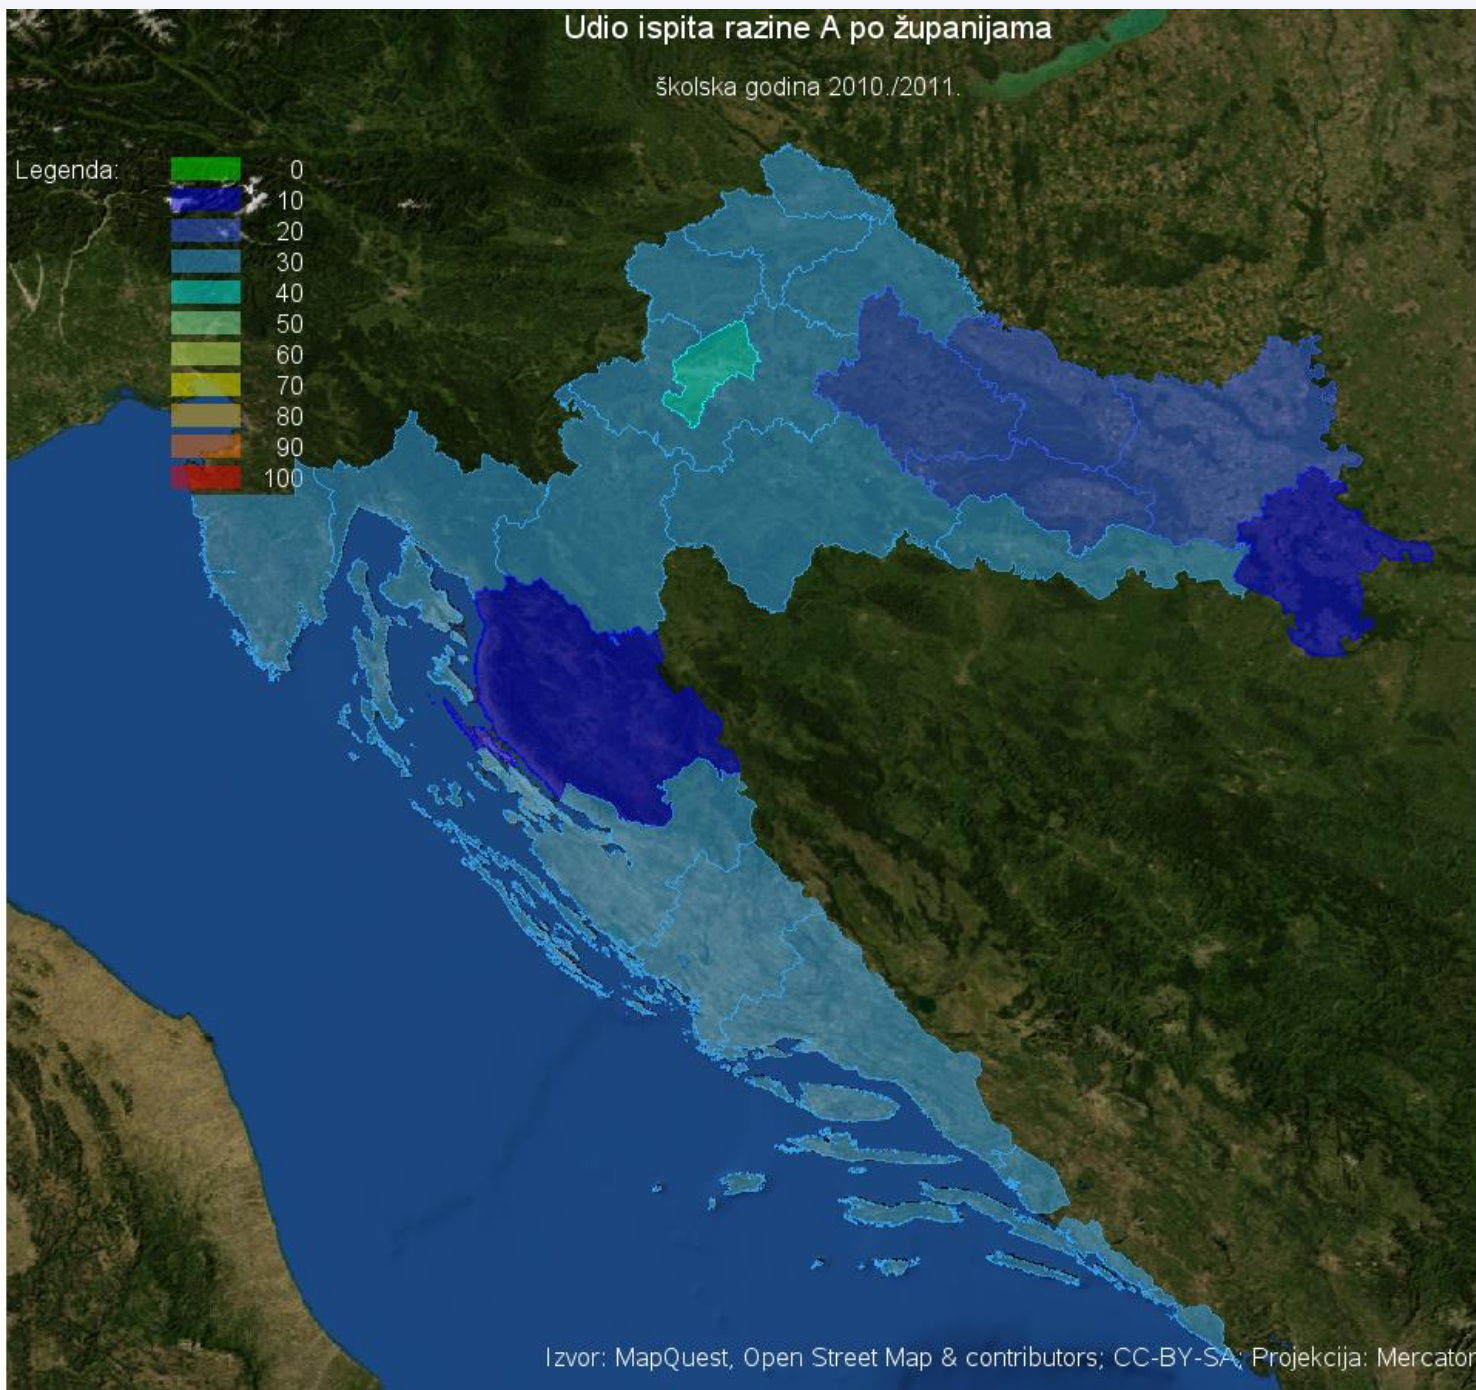 Udio ispita razine A po županijama
školska godina 2010./2011.
Legenda:
0
10
20
30
40
50
60
70
80
90
100
Izvor: MapQuest, Open Street Map & contributors; CC-BY-SA; Projekcija: Mercator